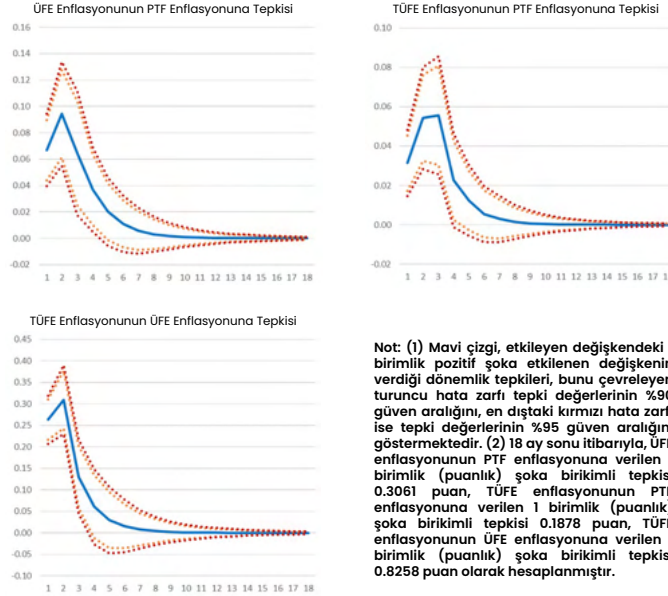 ÜFE Enflasyonunun PTF Enflasyonuna Tepkisi
0.16
0.14
0.12
0.10
0.08
0.06
0.04
0.02
0.00
-0.02
1 2 3 4 5 6 7 8 9 10 11 12 13 14 15 16 17 18
TÜFE Enflasyonunun PTF Enflasyonuna Tepkisi
0.10
0.08
0.06
0.04
0.02
0.00
-0.02
1 2 3 4 5 6 7 8 9 10 11 12 13 14 15 16 17
TÜFE Enflasyonunun ÜFE Enflasyonuna Tepkisi
0.45
0.40
0.35
0.30
0.25
0.20
0.15
0.10
0.05
0.00
-0.05
-0.10
1 2 3 4 5 6 7 8 9 10 11 12 13 14 15 16 17 18
Not: (1) Mavi çizgi, etkileyen değişkendeki
birimlik pozitif şoka etkilenen değişkenin
verdiği dönemlik tepkileri, bunu çevreleyen
turuncu hata zarfı tepki değerlerinin %90
güven aralığını, en dıştaki kırmızı hata zarfı
ise tepki değerlerinin %95 güven aralığın
göstermektedir. (2) 18 ay sonu itibarıyla, ÜFE
enflasyonunun PTF enflasyonuna verilen
birimlik (puanlık) şoka birikimli tepkis
0.3061 puan, TÜFE enflasyonunun PTF
enflasyonuna verilen 1 birimlik (puanlık)
şoka birikimli tepkisi 0.1878 puan, TÜFE
enflasyonunun ÜFE enflasyonuna verilen
birimlik (puanlık) şoka birikimli tepkis
0.8258 puan olarak hesaplanmıştır.